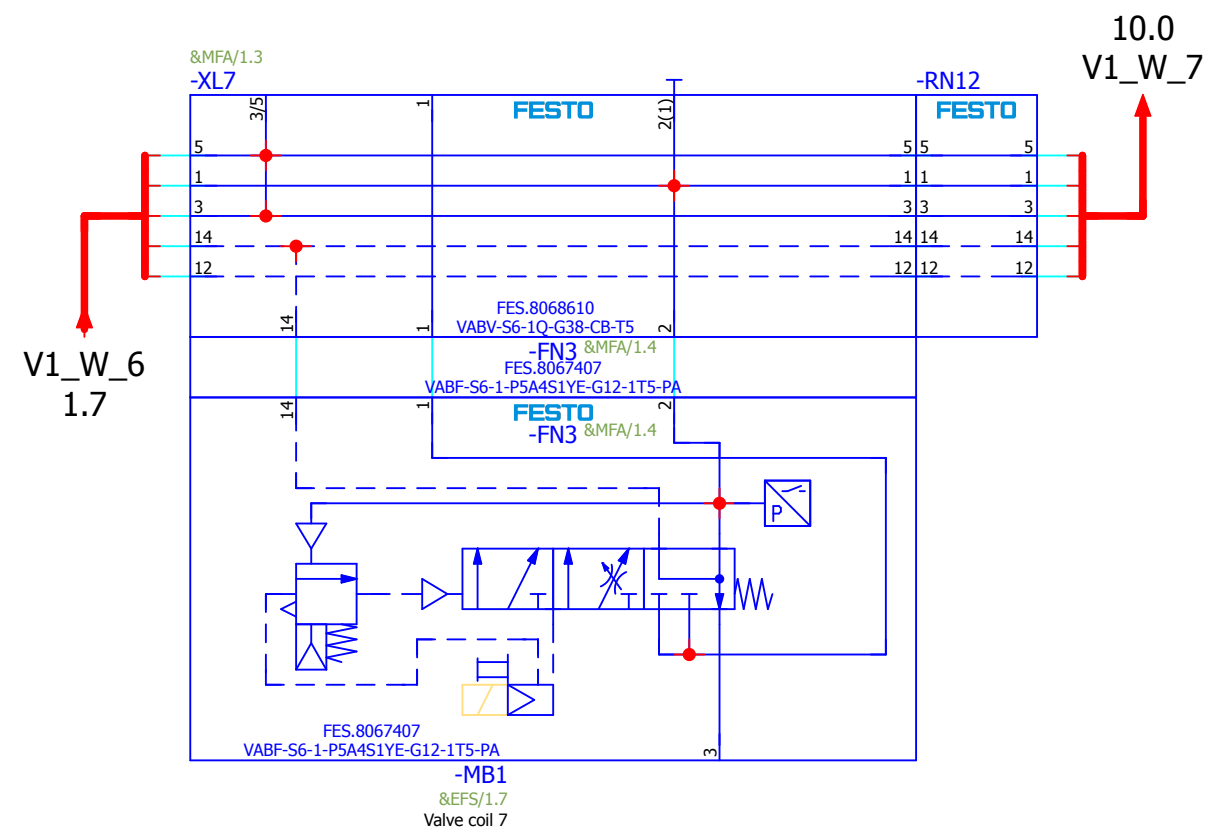 10.0
V1_W_7
&MFA/1.3
-XL7
-RN12
3/5
1
FESTO
2(1)
FESTO
5
5
5
5
1
1
1
1
3
3
3
3
14
14
14
14
12
12
12
12
FES.8068610
VABV-S6-1Q-G38-CB-T5
14
1
2
V1_W_6
1.7
-FN3
&MFA/1.4
FES.8067407
VABF-S6-1-P5A4S1YE-G12-1T5-PA
14
1
FESTO
2
-FN3
&MFA/1.4
P
FES.8067407
VABF-S6-1-P5A4S1YE-G12-1T5-PA
3
-MB1
&EFS/1.7
Valve coil 7